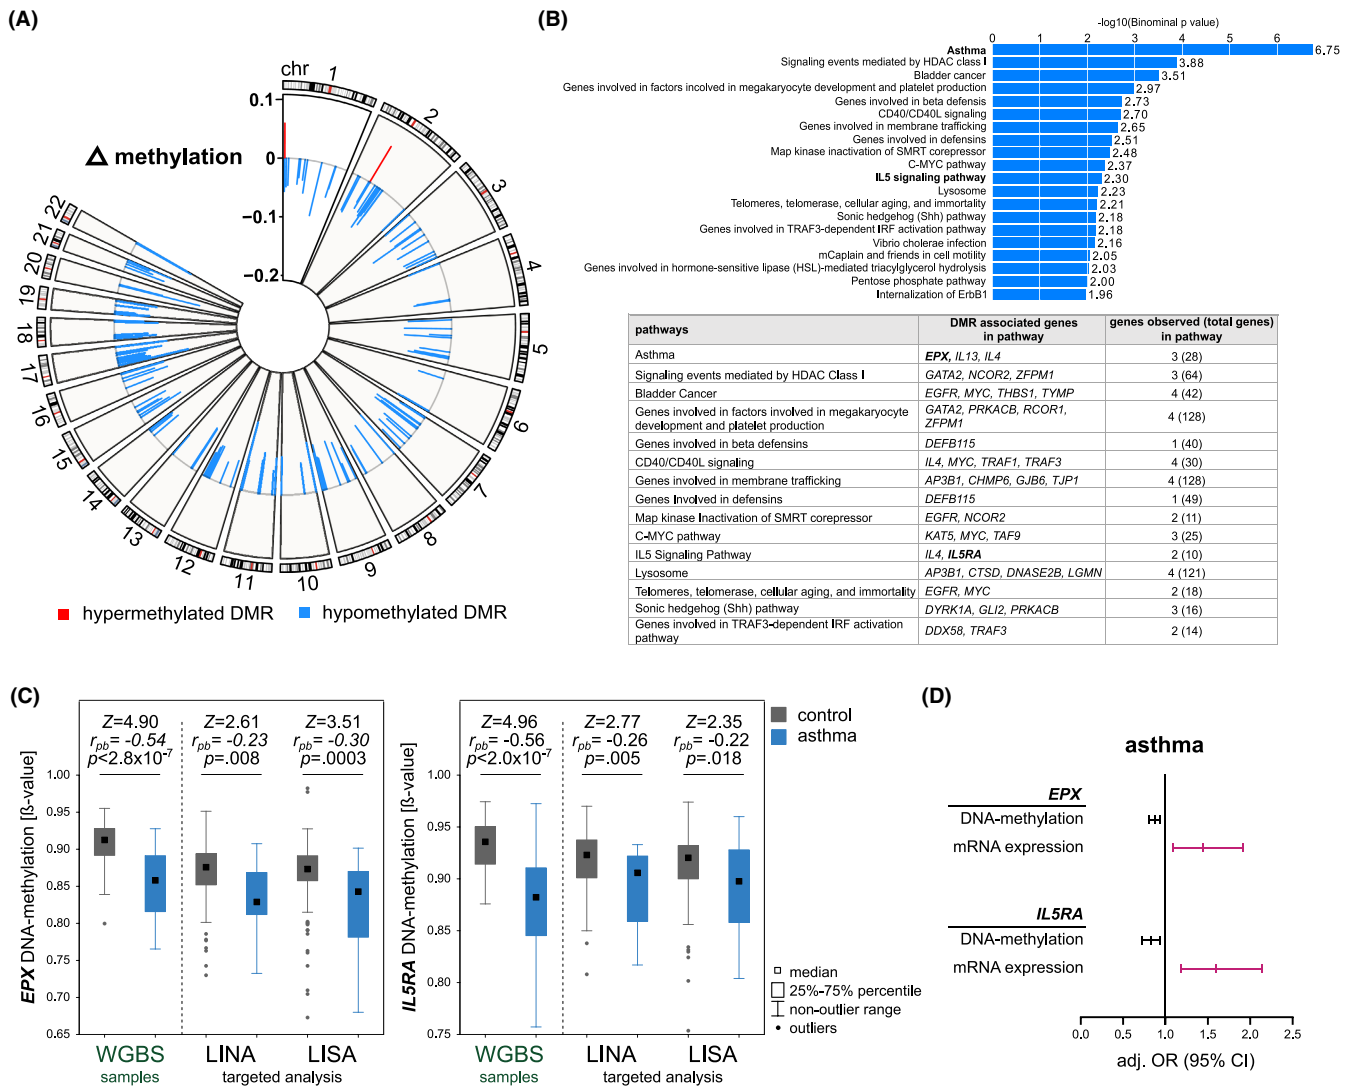 (A)
chr
0.1
0
-0.1
-0.2
Δ methylation
1
2
3
4
5
6
7
8
9
10
11
12
13
14
15
16
17
18
19
20
21
22
hypermethylated DMR
hypomethylated DMR
(B)
-log10(Binominal p value)
0 1 2 3 4 5 6
Asthma 6.75
Signaling events mediated by HDAC class I 3.88
Bladder cancer 3.51
Genes involved in factors incolved in megakaryocyte development and platelet production 2.97
Genes involved in beta defensis 2.73
CD40/CD40L signaling 2.70
Genes involved in membrane trafficking 2.65
Genes involved in defensins 2.51
Map kinase inactivation of SMRT corepressor 2.48
C-MYC pathway 2.37
IL5 signaling pathway 2.30
Lysosome 2.23
Telomeres, telomerase, cellular aging, and immortality 2.21
Sonic hedgehog (Shh) pathway 2.18
Genes involved in TRAF3-dependent IRF activation pathway 2.18
Vibrio cholerae infection 2.16
mCaplain and friends in cell motility 2.05
Genes involved in hormone-sensitive lipase (HSL)-mediated triacylglycerol hydrolysis 2.03
Pentose phosphate pathway 2.00
Internalization of ErbB1 1.96
pathways DMR associated genes in pathway genes observed (total genes) in pathway
Asthma EPX, IL13, IL4 3 (28)
Signaling events mediated by HDAC Class I GATA2, NCOR2, ZFPM1 3 (64)
Bladder Cancer EGFR, MYC, THBS1, TYMP 4 (42)
Genes involved in factors involved in megakaryocyte development and platelet production GATA2, PRKACB, RCOR1, ZFPM1 4 (128)
Genes involved in beta defensins DEFB115 1 (40)
CD40/CD40L signaling IL4, MYC, TRAF1, TRAF3 4 (30)
Genes involved in membrane trafficking AP3B1, CHMP6, GJB6, TJP1 4 (128)
Genes Involved in defensins DEFB115 1 (49)
Map kinase Inactivation of SMRT corepressor EGFR, NCOR2 2 (11)
C-MYC pathway KAT5, MYC, TAF9 3 (25)
IL5 Signaling Pathway IL4, IL5RA 2 (10)
Lysosome AP3B1, CTSD, DNASE2B, LGMN 4 (121)
Telomeres, telomerase, cellular aging, and immortality EGFR, MYC 2 (18)
Sonic hedgehog (Shh) pathway DYRK1A, GLI2, PRKACB 3 (16)
Genes involved in TRAF3-dependent IRF activation pathway DDX58, TRAF3 2 (14)
(C)
EPX DNA-methylation [ß-value]
Z=4.90 Z=2.61 Z=3.51
rpb= -0.54 rpb= -0.23 rpb= -0.30
p<2.8x10-7 p=.008 p=.0003
1.00
0.95
0.90
0.85
0.80
0.75
0.70
0.65
WGBS LINA LISA
samples targeted analysis
IL5RA DNA-methylation [ß-value]
Z=4.96 Z=2.77 Z=2.35
rpb= -0.56 rpb= -0.26 rpb= -0.22
p<2.0x10-7 p=.005 p=.018
1.00
0.95
0.90
0.85
0.80
0.75
WGBS LINA LISA
samples targeted analysis
control
asthma
median
25%-75% percentile
non-outlier range
outliers
(D)
asthma
EPX
DNA-methylation
mRNA expression
IL5RA
DNA-methylation
mRNA expression
0.0 0.5 1.0 1.5 2.0 2.5
adj. OR (95% CI)